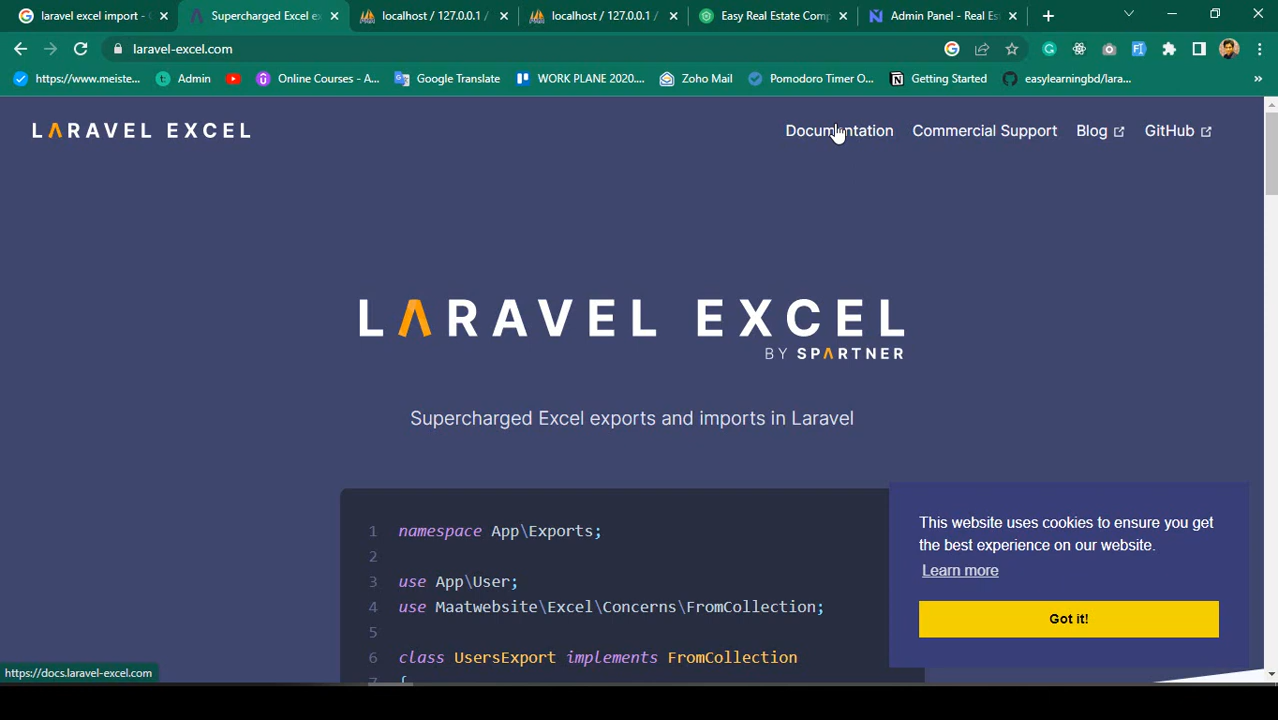 laravel excel import - G
Supercharged Excel ex
localhost / 127.0.0.1 /
localhost / 127.0.0.1 /
Easy Real Estate Comp
Admin Panel - Real Es
laravel-excel.com
https://www.meiste...
Admin
Online Courses - A...
Google Translate
WORK PLANE 2020....
Zoho Mail
Pomodoro Timer O...
Getting Started
easylearningbd/lara...
LARAVEL EXCEL
Documentation
Commercial Support
Blog
GitHub
LARAVEL EXCEL
BY SPARTNER
Supercharged Excel exports and imports in Laravel
1 namespace App\Exports;
2
3 use App\User;
4 use Maatwebsite\Excel\Concerns\FromCollection;
5
6 class UsersExport implements FromCollection
7 {
This website uses cookies to ensure you get
the best experience on our website.
Learn more
Got it!
https://docs.laravel-excel.com